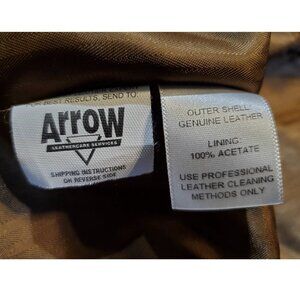 FOR BEST RESULTS, SEND TO:
ARROW
LEATHERCARE SERVICES
SHIPPING INSTRUCTIONS
ON REVERSE SIDE
OUTER SHELL:
GENUINE LEATHER
LINING:
100% ACETATE
USE PROFESSIONAL
LEATHER CLEANING
METHODS ONLY